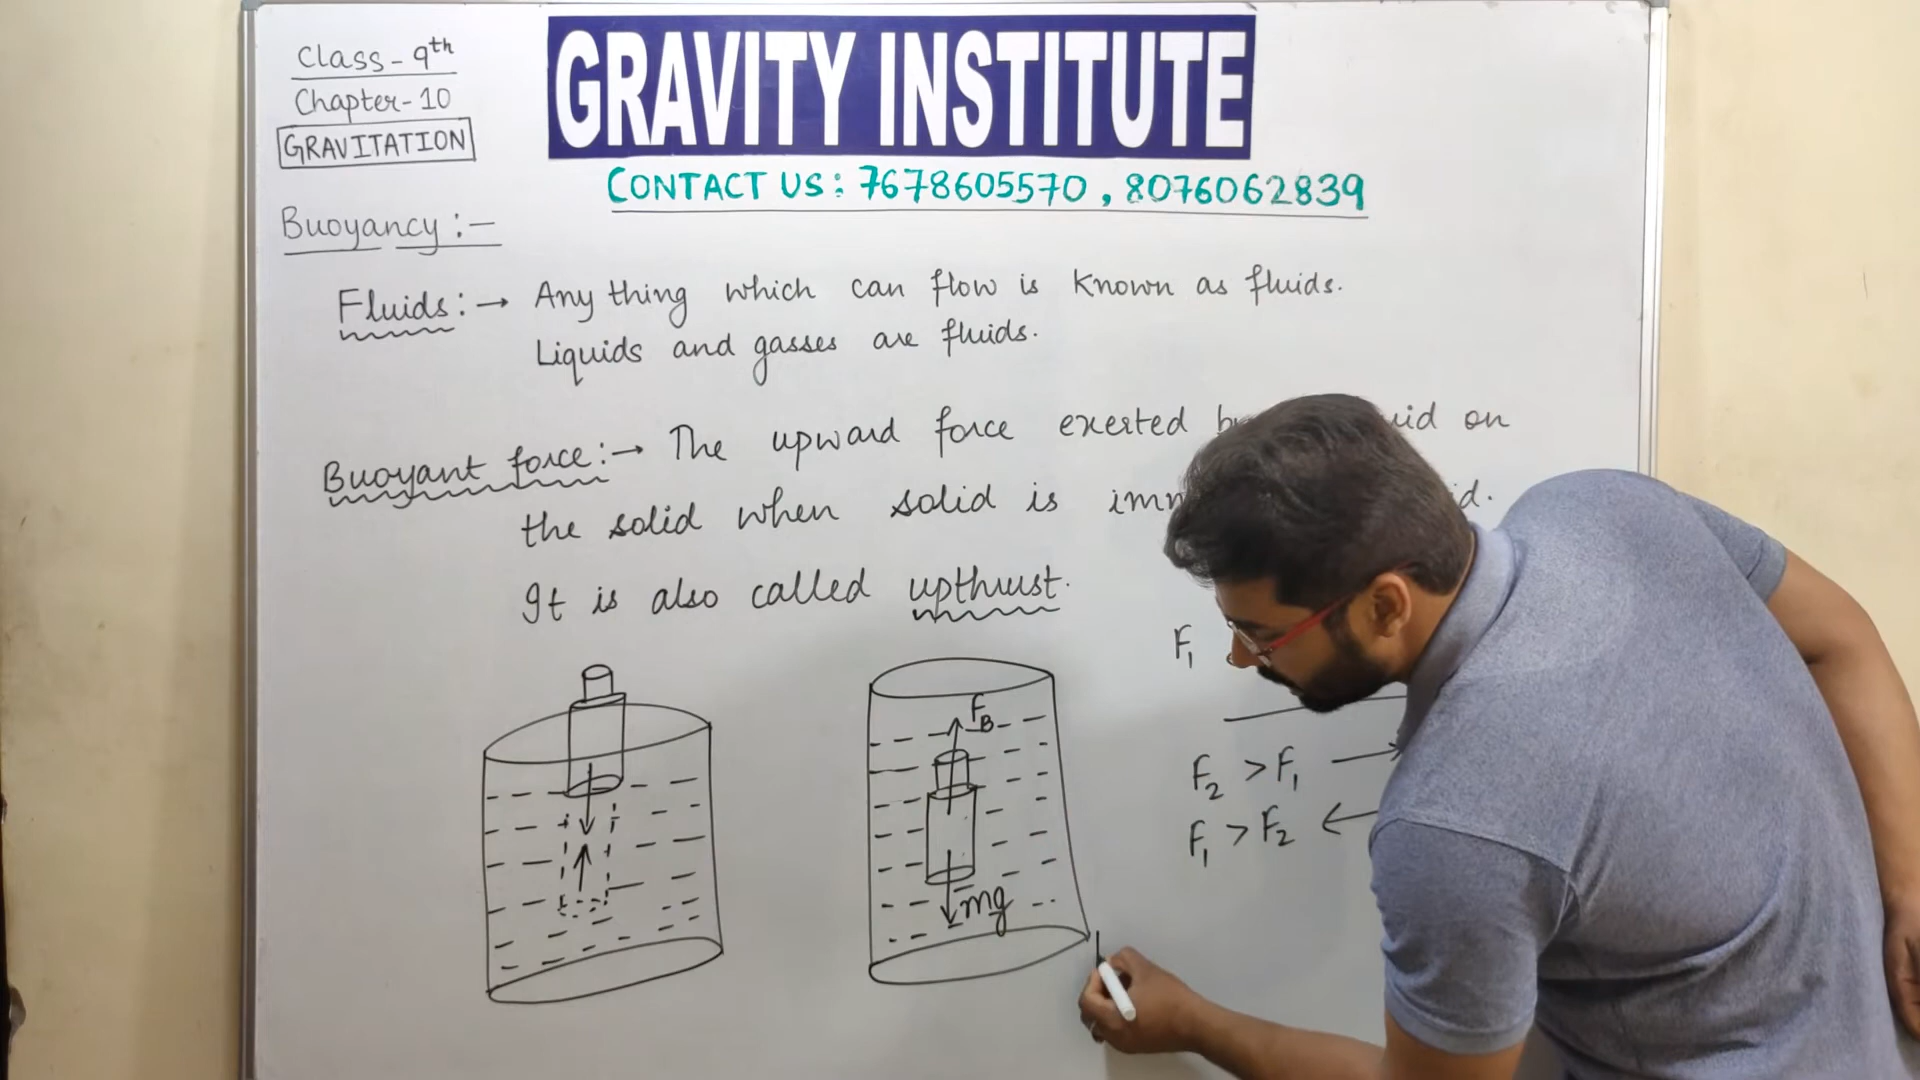 Class - 9th
Chapter - 10
GRAVITATION
GRAVITY INSTITUTE
CONTACT US : 7678605570 , 8076062839
Buoyancy :-
Fluids :→ Any thing which can flow is known as fluids.
Liquids and gasses are fluids.
Buoyant force :→ The upward force exerted on
the solid when solid is
It is also called upthrust.
F1
FB
F2 > F1 →
F1 > F2 ←
mg